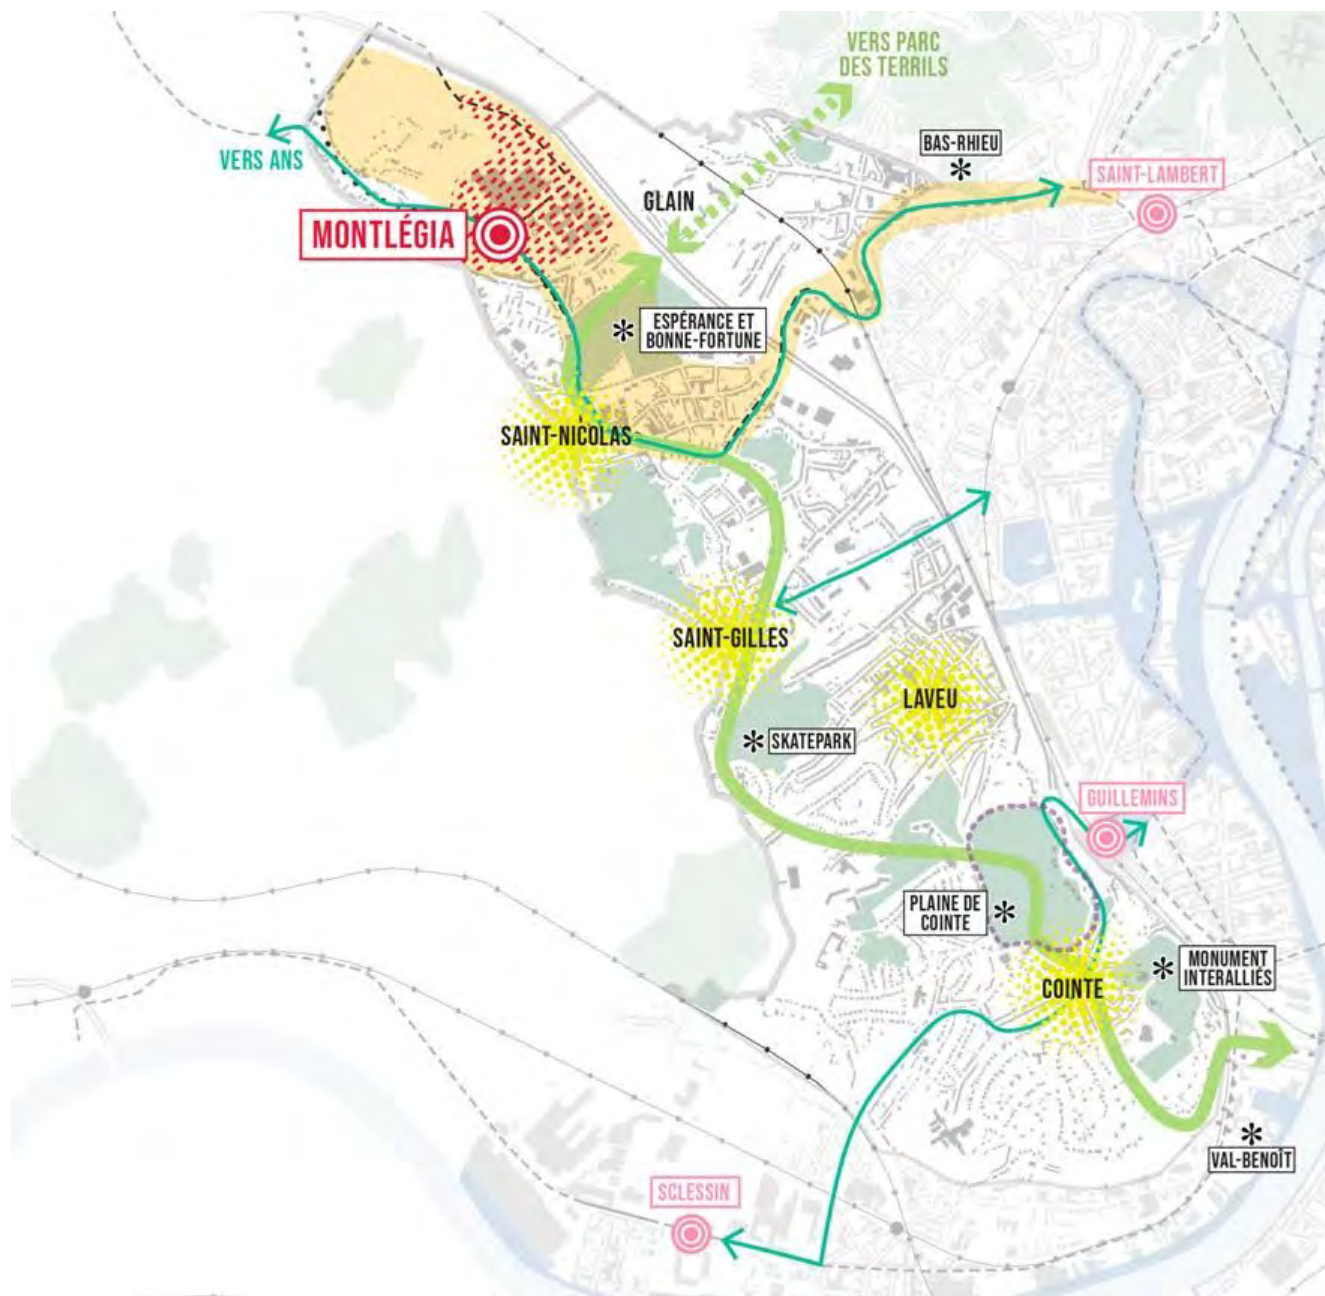 VERS PARC
DES TERRILS
BAS-RHIEU
VERS ANS
SAINT-LAMBERT
GLAIN
MONTLÉGIA
ESPÉRANCE ET
BONNE-FORTUNE
SAINT-NICOLAS
SAINT-GILLES
LAVEU
SKATEPARK
GUILLEMINS
PLAINE DE
COINTE
MONUMENT
INTERALLIÉS
COINTE
VAL-BENOÎT
SCLESSIN